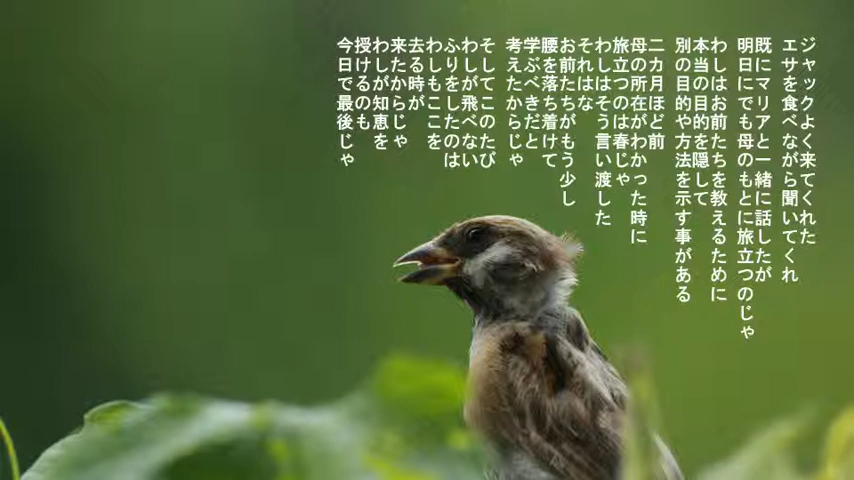 ジャックよく来てくれた
エサを食べながら聞いてくれ
既にマリアと一緒に話したが
明日にでも母のもとに旅立つのじゃ
わしはお前たちを教えるために
本当の目的を隠して
別の目的や方法を示す事がある
二カ月ほど前
母の所在がわかった時に
旅立つのは春じゃ
わしはそう言い渡した
それはな
お前たちがもう少し
腰を落ち着けて
学ぶべきだと
考えたからじゃ
そしてこのたび
わしが飛べない
ふりをしたのは
わしもここを
去る時が
来たからじゃ
わしが知恵を
授けるのも
今日で最後じゃ